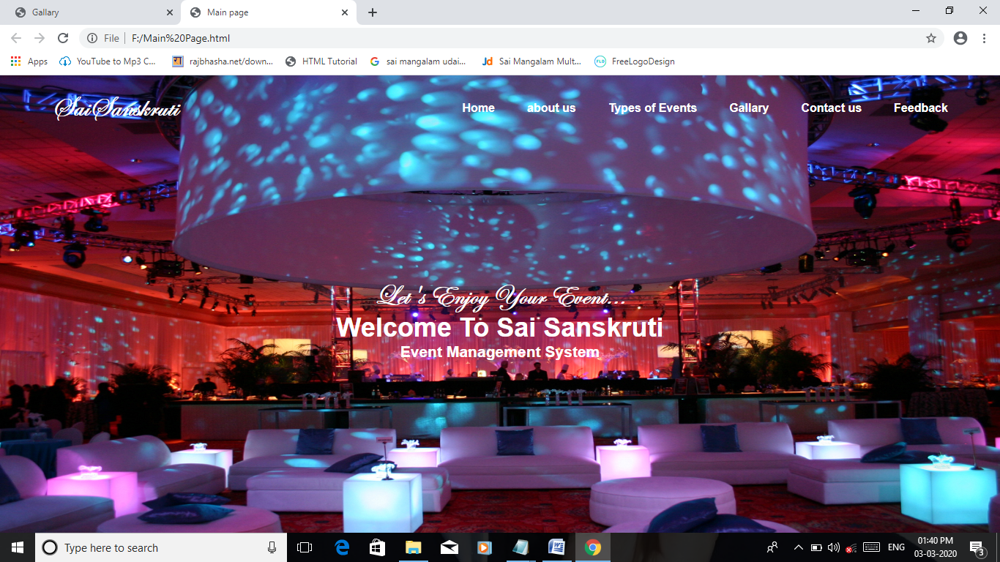 Gallary
Main page
File | F:/Main%20Page.html
Apps YouTube to Mp3 C... rajbhasha.net/down... HTML Tutorial sai mangalam udai... Jd Sai Mangalam Mult... FLD FreeLogoDesign
SaiSanskruti Home about us Types of Events Gallary Contact us Feedback
Let's Enjoy Your Event...
Welcome To Sai Sanskruti
Event Management System
Type here to search
ENG
01:40 PM
03-03-2020
3